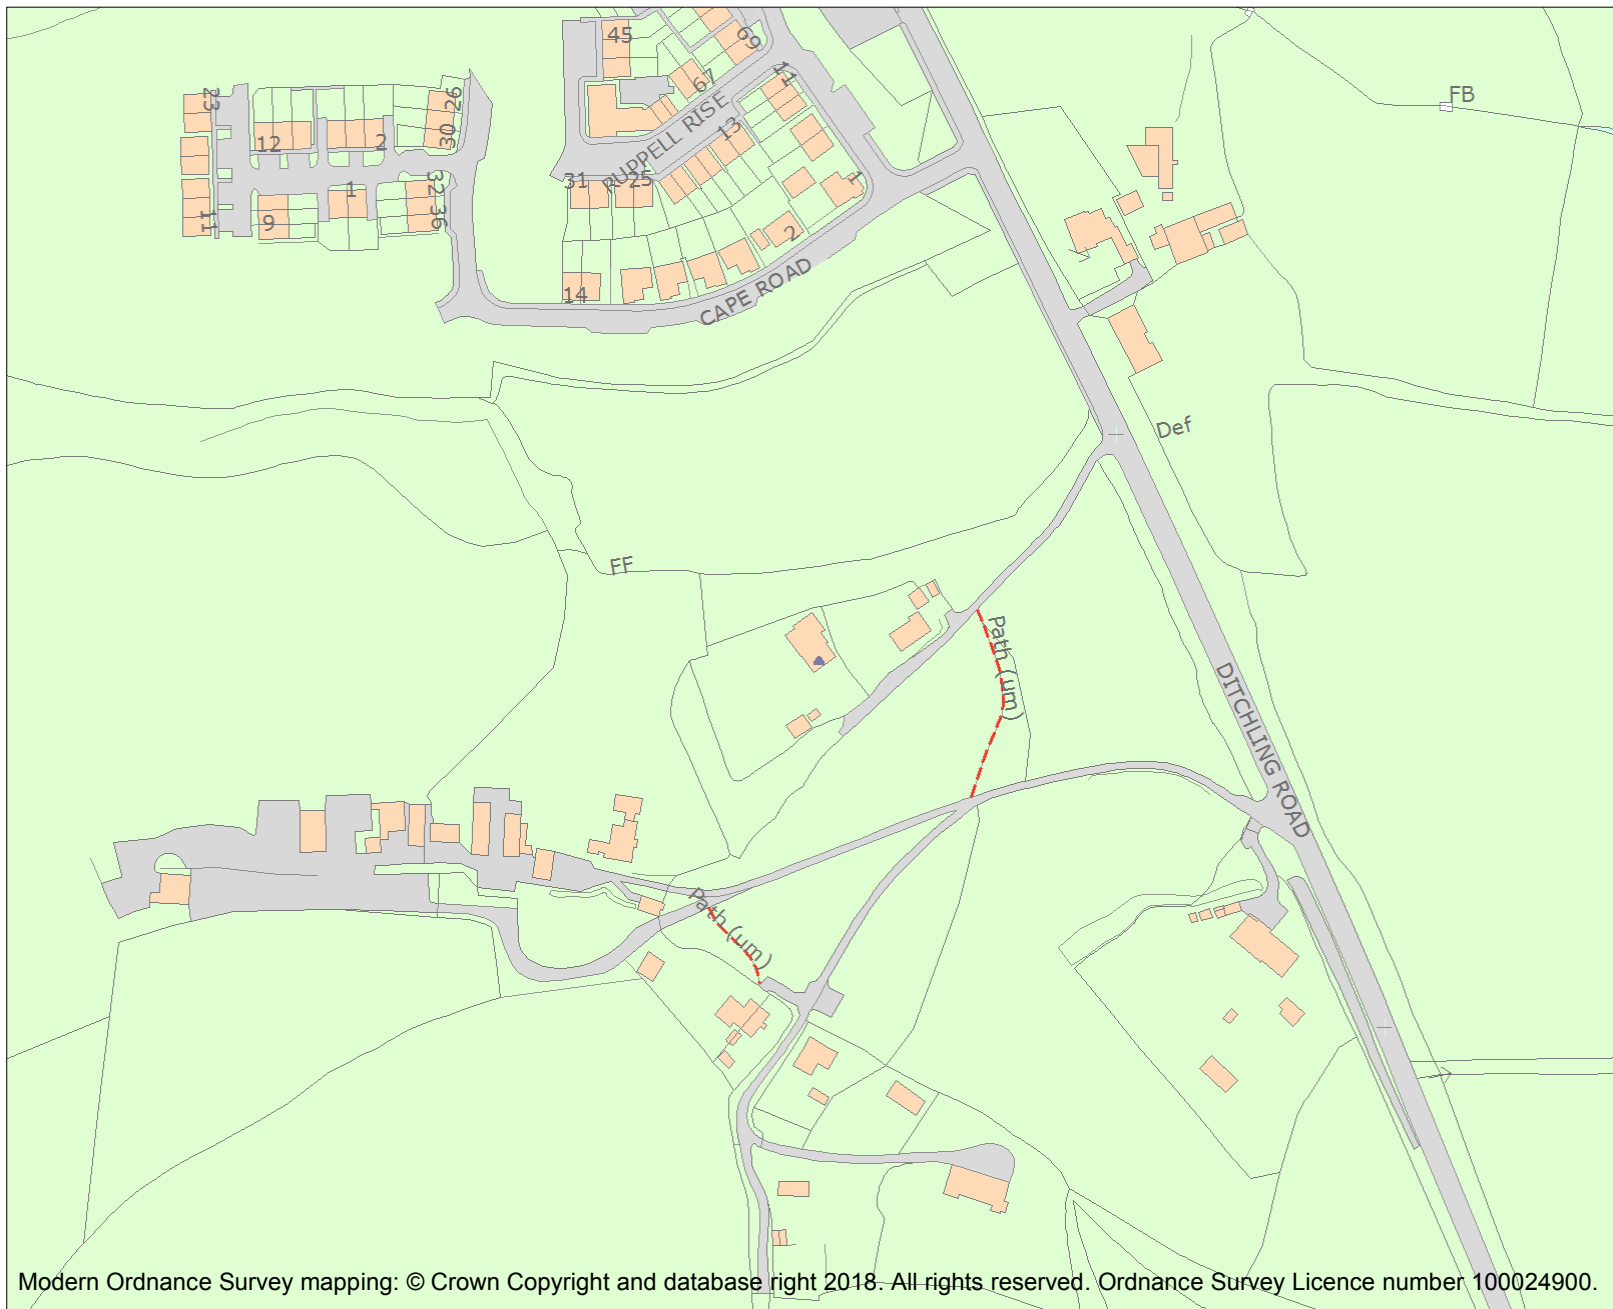 45
69
67
11
RUPPELL RISE
13
23
12
2
26
30
FB
31
25
1
1
32
36
11
9
2
14
CAPE ROAD
Def
FF
Path (um)
DITCHLING ROAD
Path (um)
Modern Ordnance Survey mapping: © Crown Copyright and database right 2018. All rights reserved. Ordnance Survey Licence number 100024900.